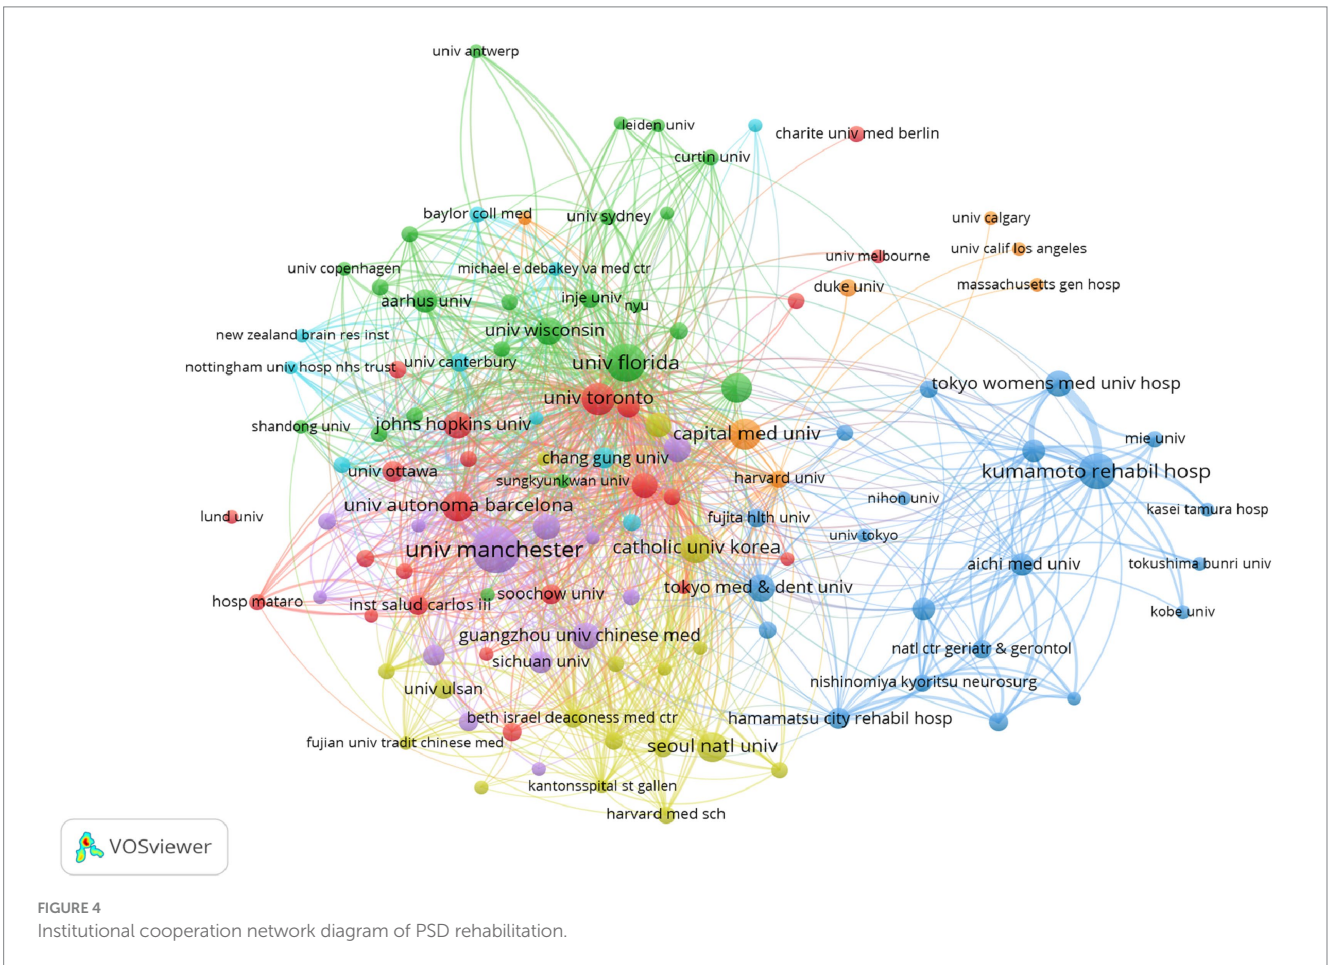 univ antwerp
leiden univ
charite univ med berlin
curtin univ
baylor coll med
univ sydney
univ calgary
univ calif los angeles
univ melbourne
univ copenhagen
michael e debakey va med ctr
duke univ
massachusetts gen hosp
aarhus univ
inje univ
nyu
new zealand brain res inst
univ wisconsin
nottingham univ hosp nhs trust
univ canterbury
univ florida
tokyo womens med univ hosp
univ toronto
shandong univ
johns hopkins univ
capital med univ
mie univ
chang gung univ
univ ottawa
kumamoto rehabil hosp
sungkyunkwan univ
harvard univ
nihon univ
univ autonoma barcelona
kasei tamura hosp
lund univ
fujita hlth univ
univ tokyo
univ manchester
catholic univ korea
aichi med univ
tokushima bunri univ
tokyo med & dent univ
hosp mataro
inst salud carlos iii
soochow univ
kobe univ
guangzhou univ chinese med
natl ctr geriatr & gerontol
sichuan univ
nishinomiya kyoritsu neurosurg
univ ulsan
beth israel deaconess med ctr
hamamatsu city rehabil hosp
fujian univ tradit chinese med
seoul natl univ
kantonsspital st gallen
harvard med sch
VOSviewer
FIGURE 4
Institutional cooperation network diagram of PSD rehabilitation.